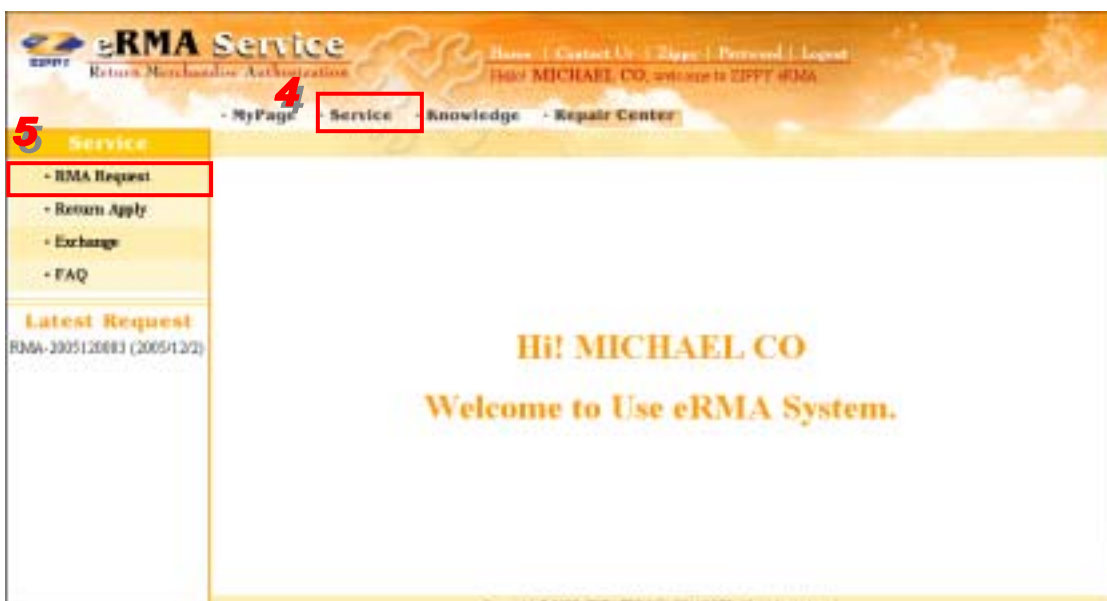 eRMA Service
ZIPPY
Return Merchandise Authorization
Home | Contact Us | Zippy | Password | Logout
Hello! MICHAEL CO, welcome to ZIPPY eRMA
4
- MyPage - Service - Knowledge - Repair Center
5
Service
- RMA Request
- Return Apply
- Exchange
- FAQ
Latest Request
RMA-2005120003 (2005/12/2)
Hi! MICHAEL CO
Welcome to Use eRMA System.